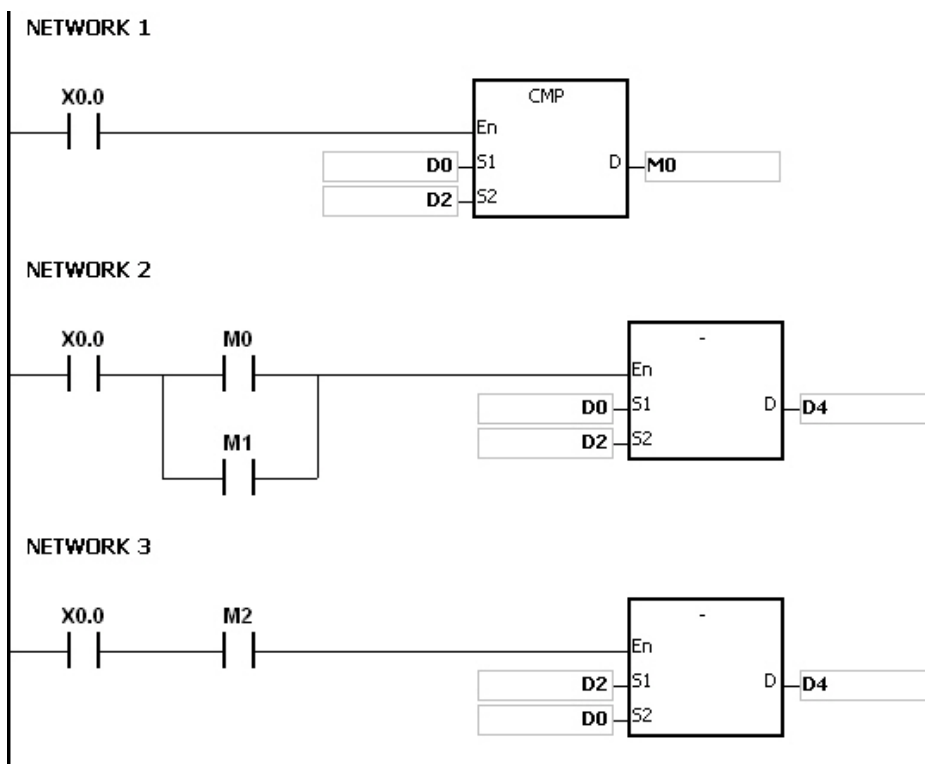 NETWORK 1
X0.0
CMP
En
D0 S1 D M0
D2 S2
NETWORK 2
X0.0 M0
-
En
D0 S1 D D4
D2 S2
M1
NETWORK 3
X0.0 M2
-
En
D2 S1 D D4
D0 S2